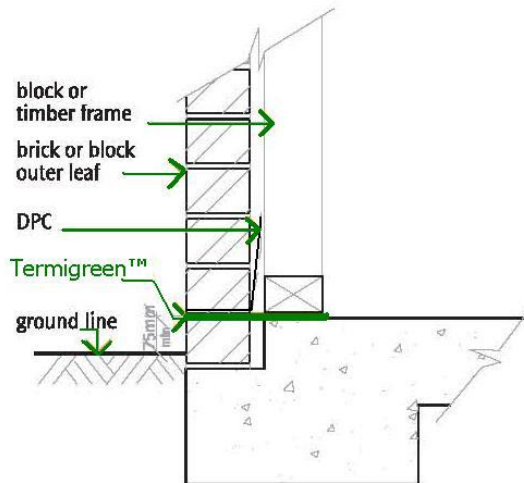 block or
timber frame
brick or block
outer leaf
DPC
Termigreen™
ground line
75mm
min